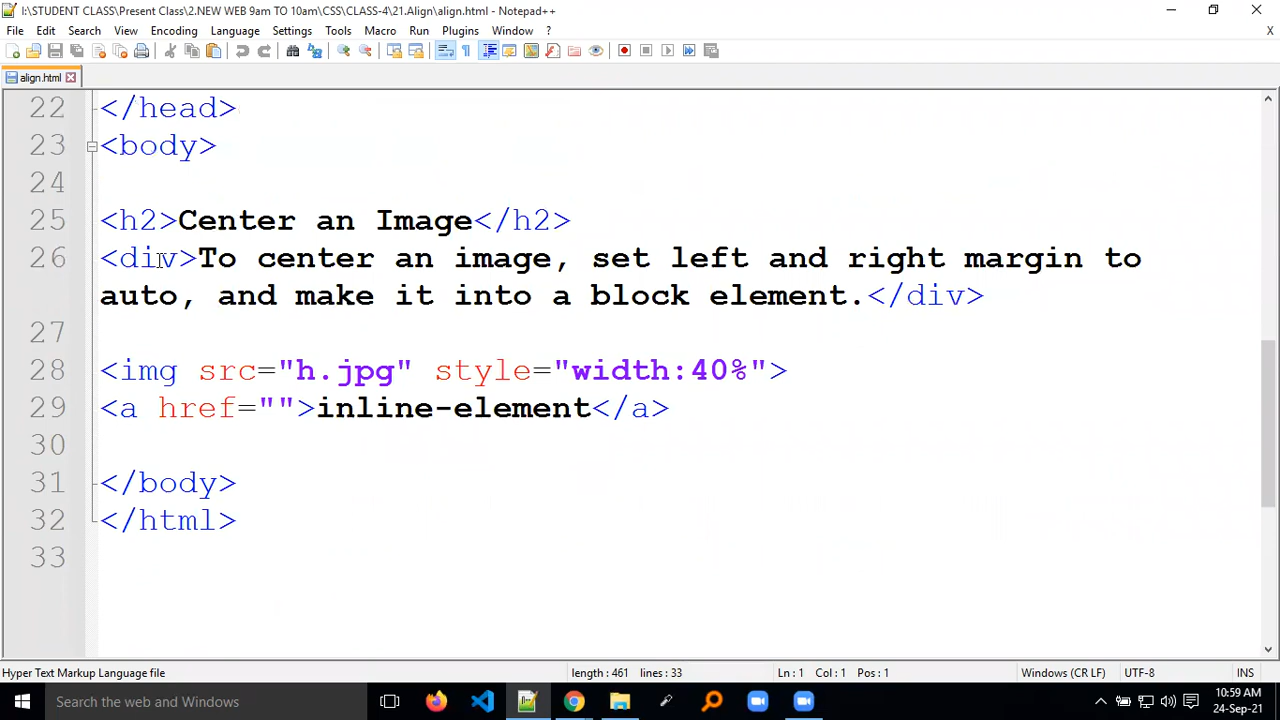 I:\STUDENT CLASS\Present Class\2.NEW WEB 9am TO 10am\CSS\CLASS-4\21.Align\align.html - Notepad++
File Edit Search View Encoding Language Settings Tools Macro Run Plugins Window ? X
align.html
22 </head>
23 <body>
24
25 <h2>Center an Image</h2>
26 <div>To center an image, set left and right margin to
auto, and make it into a block element.</div>
27
28 <img src="h.jpg" style="width:40%">
29 <a href="">inline-element</a>
30
31 </body>
32 </html>
33
Hyper Text Markup Language file length : 461 lines : 33 Ln : 1 Col : 1 Pos : 1 Windows (CR LF) UTF-8 INS
Search the web and Windows
10:59 AM
24-Sep-21